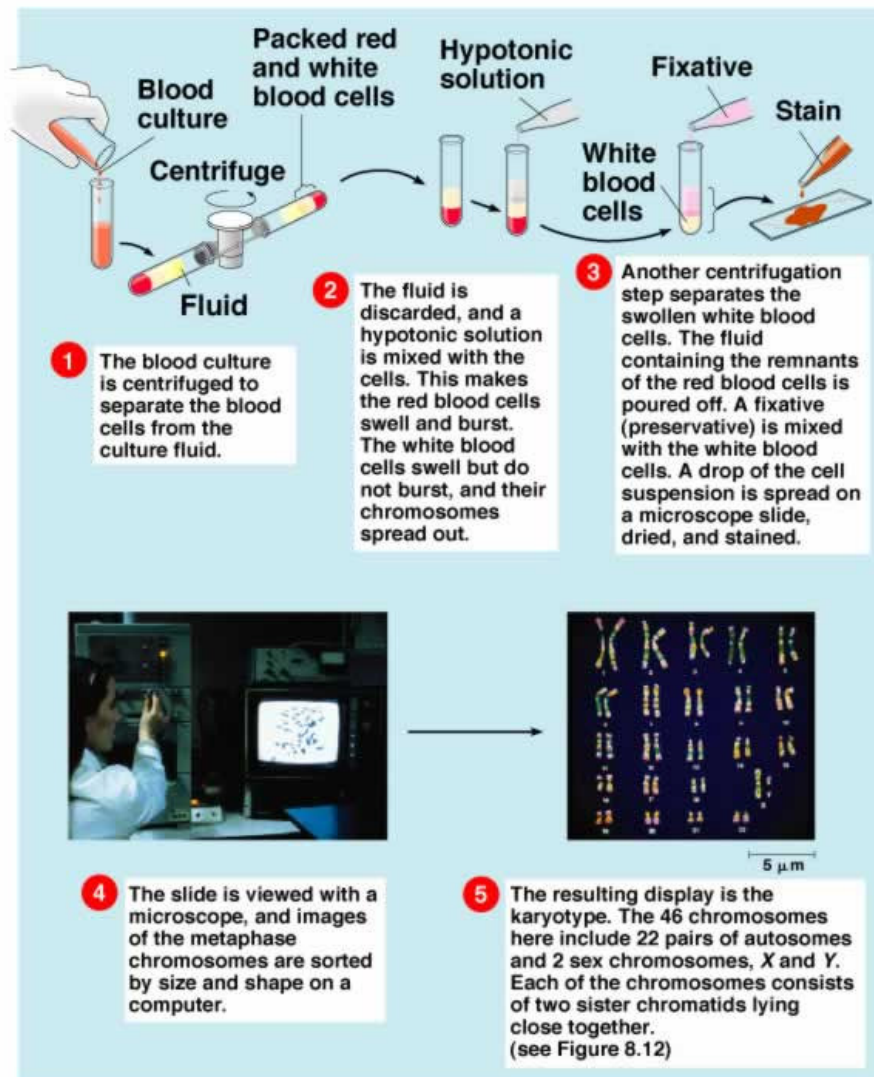 Blood
culture
Packed red
and white
blood cells
Centrifuge
Fluid
Hypotonic
solution
Fixative
White
blood
cells
Stain
1
The blood culture
is centrifuged to
separate the blood
cells from the
culture fluid.
2
The fluid is
discarded, and a
hypotonic solution
is mixed with the
cells. This makes
the red blood cells
swell and burst.
The white blood
cells swell but do
not burst, and their
chromosomes
spread out.
3
Another centrifugation
step separates the
swollen white blood
cells. The fluid
containing the remnants
of the red blood cells is
poured off. A fixative
(preservative) is mixed
with the white blood
cells. A drop of the cell
suspension is spread on
a microscope slide,
dried, and stained.
5 μm
4
The slide is viewed with a
microscope, and images
of the metaphase
chromosomes are sorted
by size and shape on a
computer.
5
The resulting display is the
karyotype. The 46 chromosomes
here include 22 pairs of autosomes
and 2 sex chromosomes, X and Y.
Each of the chromosomes consists
of two sister chromatids lying
close together.
(see Figure 8.12)